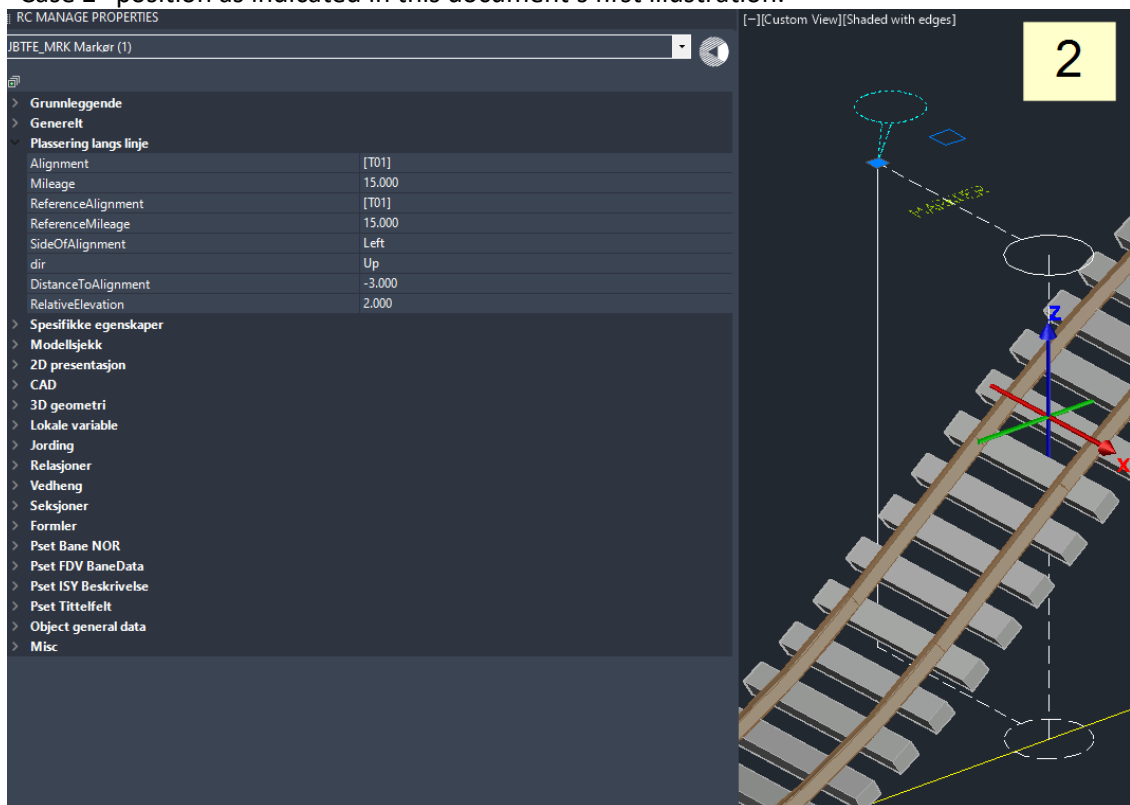 "Case 2" position as indicated in this document's first illustration:
RC MANAGE PROPERTIES
JBTFE_MRK Markør (1)
Grunnleggende
Generelt
Plassering langs linje
Alignment [T01]
Mileage 15.000
ReferenceAlignment [T01]
ReferenceMileage 15.000
SideOfAlignment Left
dir Up
DistanceToAlignment -3.000
RelativeElevation 2.000
Spesifikke egenskaper
Modellsjekk
2D presentasjon
CAD
3D geometri
Lokale variable
Jording
Relasjoner
Vedheng
Seksjoner
Formler
Pset Bane NOR
Pset FDV BaneData
Pset ISY Beskrivelse
Pset Tittelfelt
Object general data
Misc
[−][Custom View][Shaded with edges]
2
Z
X